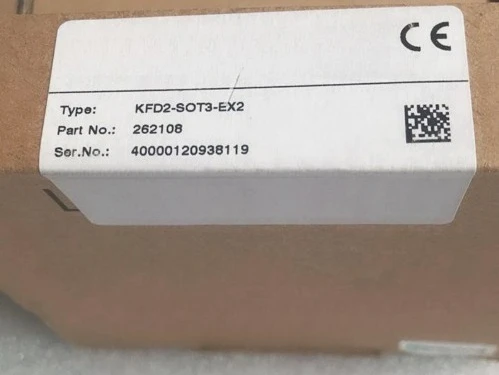 CE
Type: KFD2-SOT3-EX2
Part No.: 262108
Ser.No.: 40000120938119